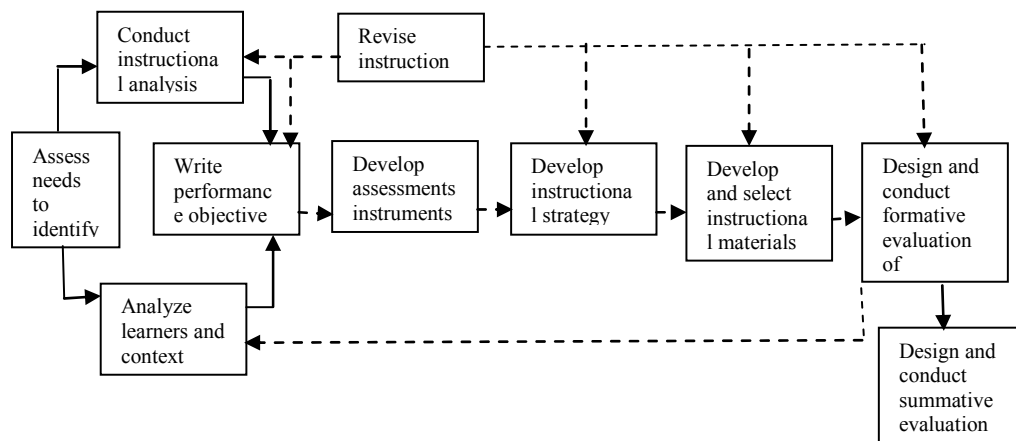 Conduct
instructiona
l analysis
Revise
instruction
Assess
needs
to
identify
Write
performanc
e objective
Develop
assessments
instruments
Develop
instructiona
l strategy
Develop
and select
instructiona
l materials
Design and
conduct
formative
evaluation
of
Analyze
learners and
context
Design and
conduct
summative
evaluation